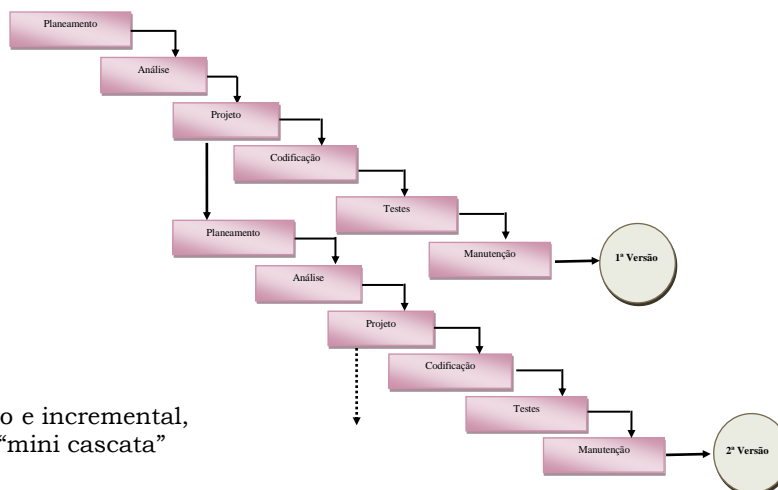 Planeamento
Análise
Projeto
Codificação
Testes
Manutenção
1ª Versão
Planeamento
Análise
Projeto
Codificação
Testes
Manutenção
2ª Versão
o e incremental,
“mini cascata”